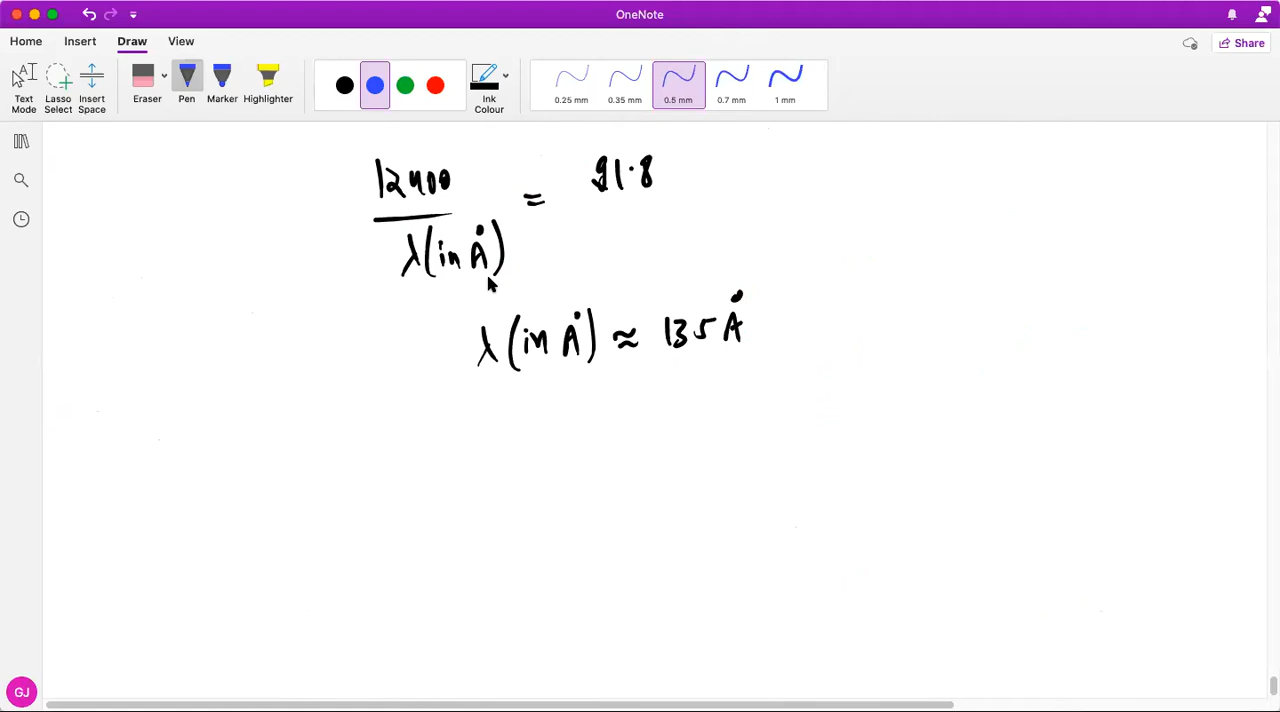 OneNote
Home Insert Draw View
Share
Text Mode
Lasso Select
Insert Space
Eraser
Pen
Marker
Highlighter
Ink Colour
0.25 mm
0.35 mm
0.5 mm
0.7 mm
1 mm
12400
= 91.8
λ(in Å)
λ(in Å) ≈ 135 Å
GJ